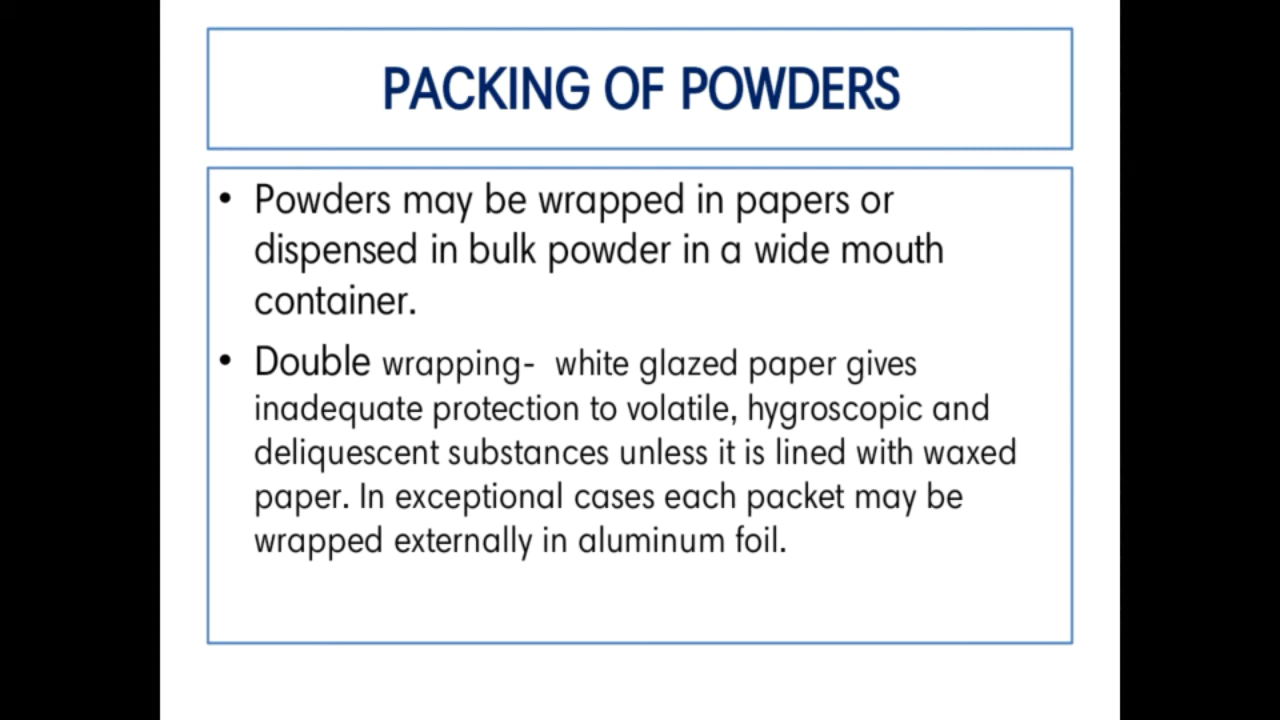 PACKING OF POWDERS
• Powders may be wrapped in papers or
dispensed in bulk powder in a wide mouth
container.
• Double wrapping-  white glazed paper gives
inadequate protection to volatile, hygroscopic and
deliquescent substances unless it is lined with waxed
paper. In exceptional cases each packet may be
wrapped externally in aluminum foil.